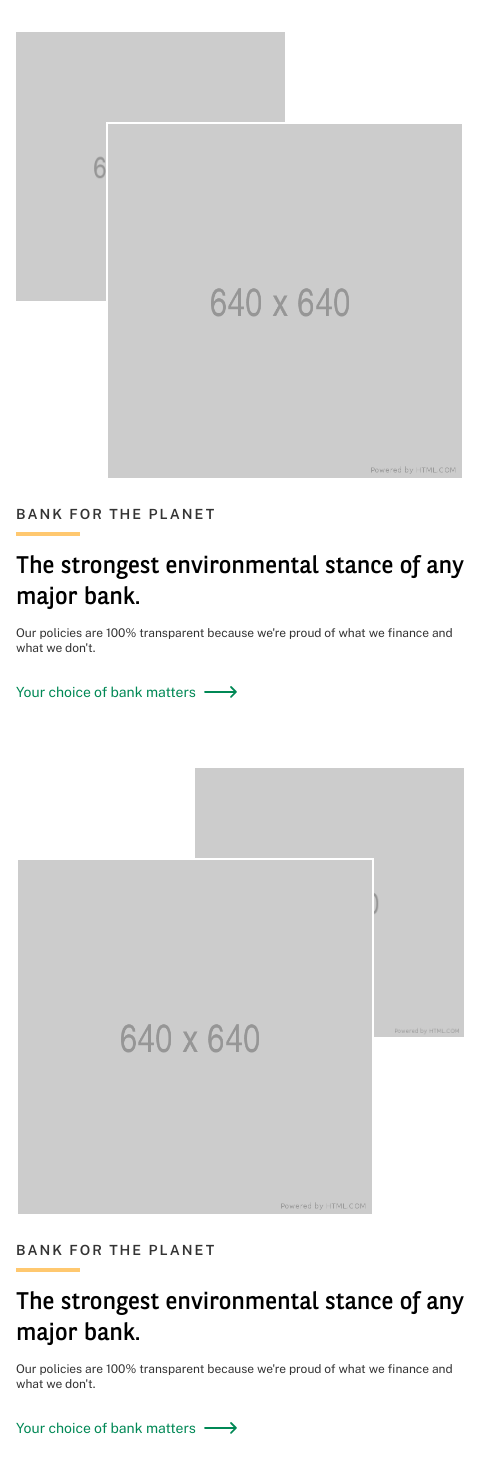 6
640 x 640
Powered by HTML.COM
BANK FOR THE PLANET
The strongest environmental stance of any
major bank.
Our policies are 100% transparent because we're proud of what we finance and
what we don't.
Your choice of bank matters
640 x 640
Powered by HTML.COM
Powered by HTML.COM
BANK FOR THE PLANET
The strongest environmental stance of any
major bank.
Our policies are 100% transparent because we're proud of what we finance and
what we don't.
Your choice of bank matters